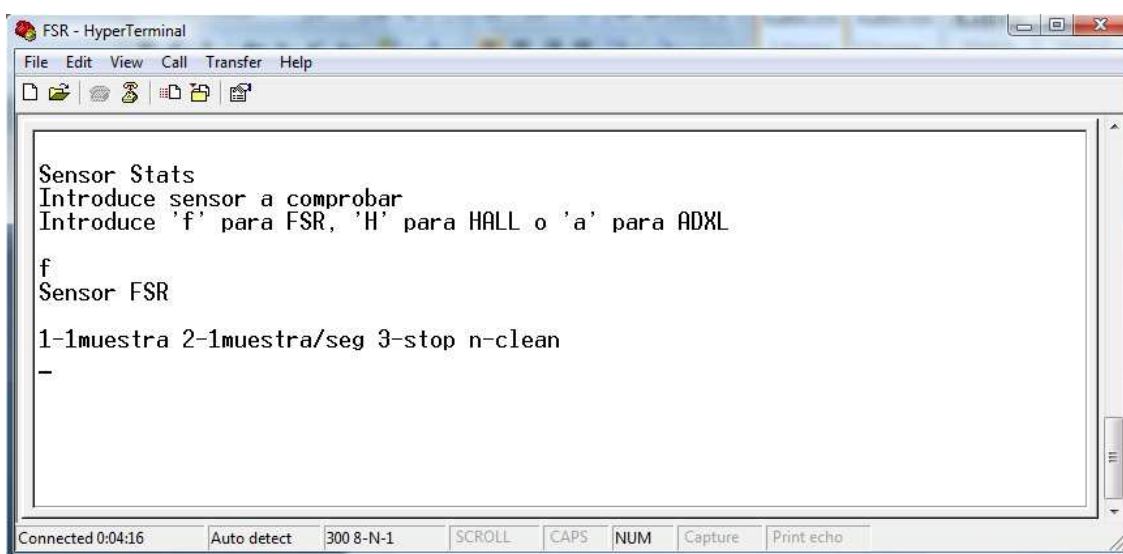 FSR - HyperTerminal
File Edit View Call Transfer Help
Sensor Stats
Introduce sensor a comprobar
Introduce 'f' para FSR, 'H' para HALL o 'a' para ADXL
f
Sensor FSR
1-1muestra 2-1muestra/seg 3-stop n-clean
Connected 0:04:16 Auto detect 300 8-N-1 SCROLL CAPS NUM Capture Print echo